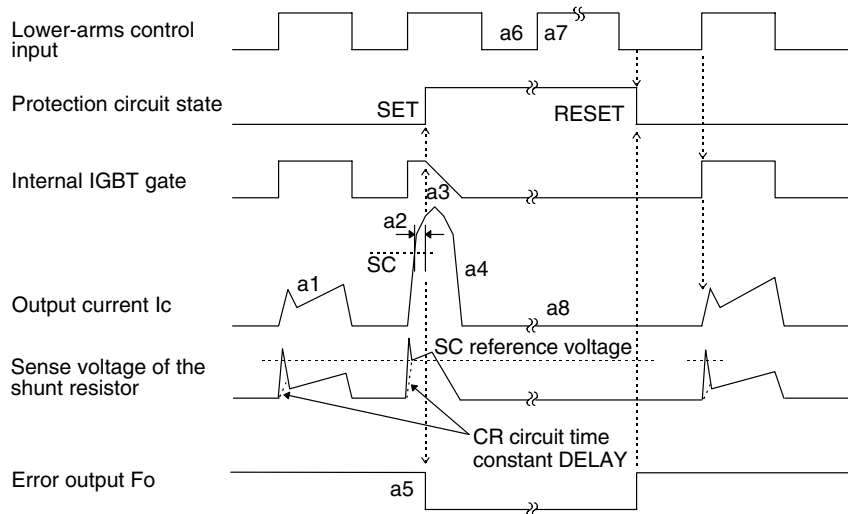 Lower-arms control
input
a6
a7
Protection circuit state
SET
RESET
Internal IGBT gate
a3
a2
SC
a4
a1
Output current Ic
a8
SC reference voltage
Sense voltage of the
shunt resistor
CR circuit time
constant DELAY
Error output Fo
a5